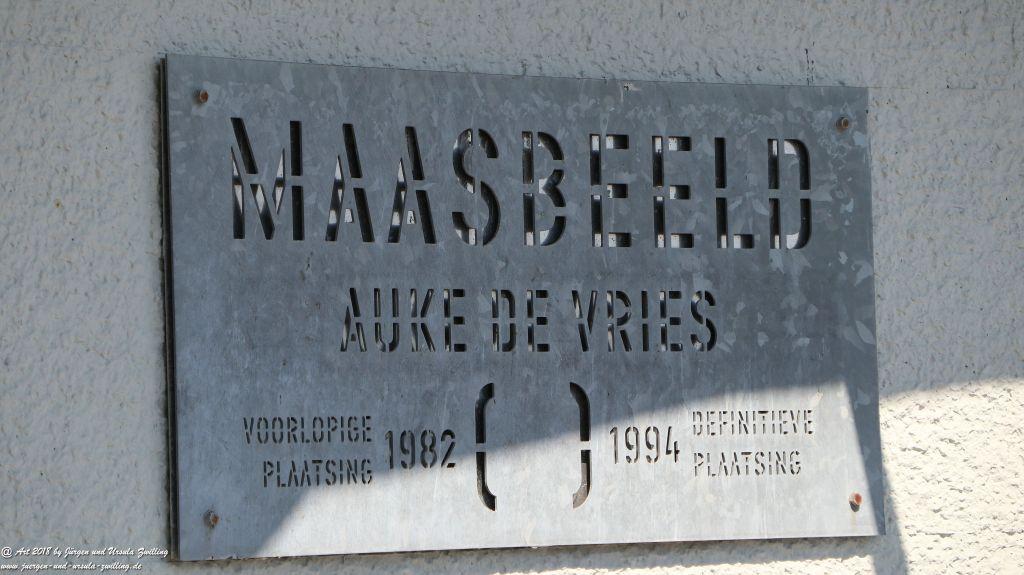 MAASBEELD
AUKE DE VRIES
VOORLOPIGE PLAATSING 1982 ( ) 1994 DEFINITIEVE PLAATSING
@ Art 2018 by Jürgen und Ursula Zwilling
www.juergen-und-ursula-zwilling.de